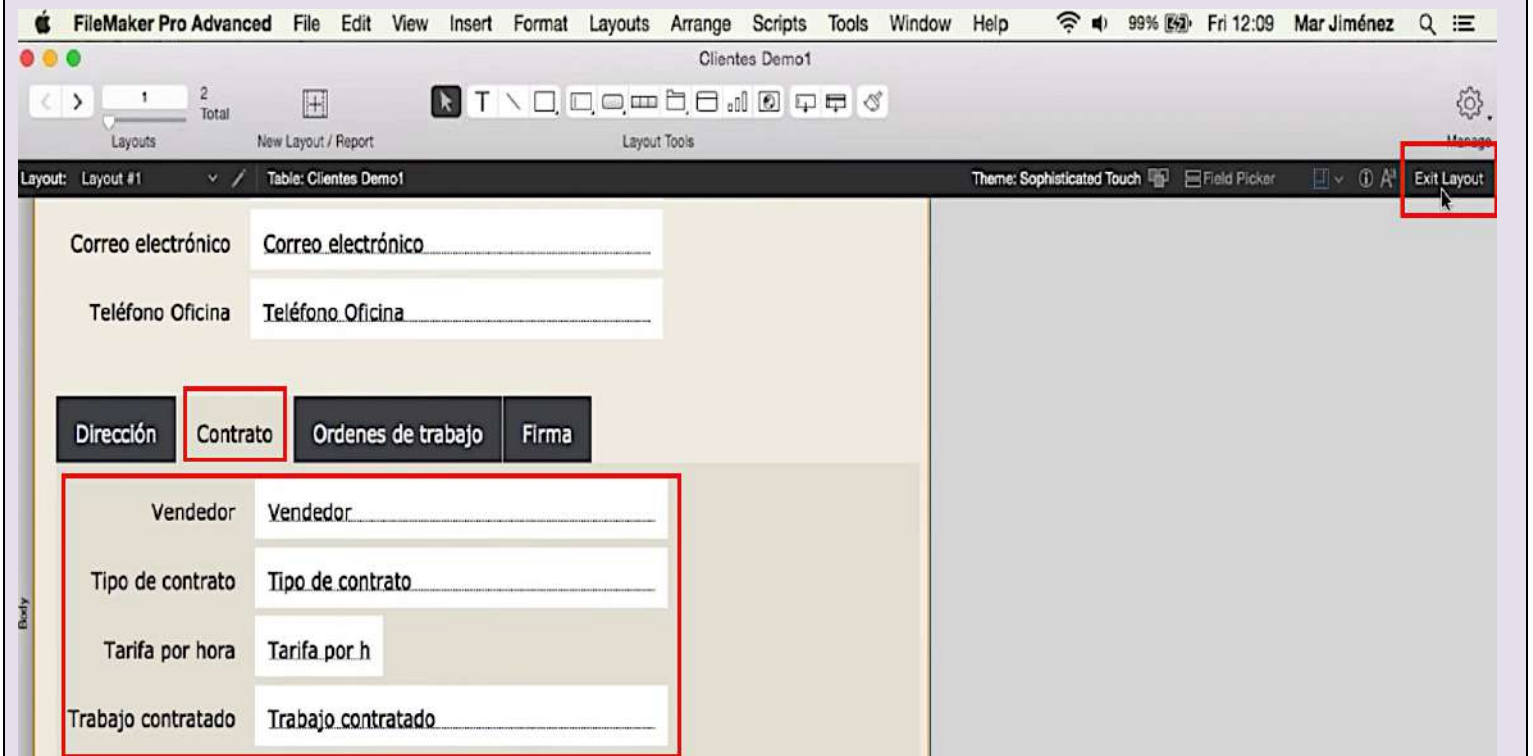 FileMaker Pro Advanced File Edit View Insert Format Layouts Arrange Scripts Tools Window Help 99% Fri 12:09 Mar Jiménez
Clientes Demo1
1 2
Total
Layouts New Layout / Report Layout Tools Manage
Layout: Layout #1 Table: Clientes Demo1 Theme: Sophisticated Touch Field Picker Exit Layout
Correo electrónico Correo electrónico
Teléfono Oficina Teléfono Oficina
Dirección Contrato Ordenes de trabajo Firma
Vendedor Vendedor
Tipo de contrato Tipo de contrato
Tarifa por hora Tarifa por h
Trabajo contratado Trabajo contratado
Body